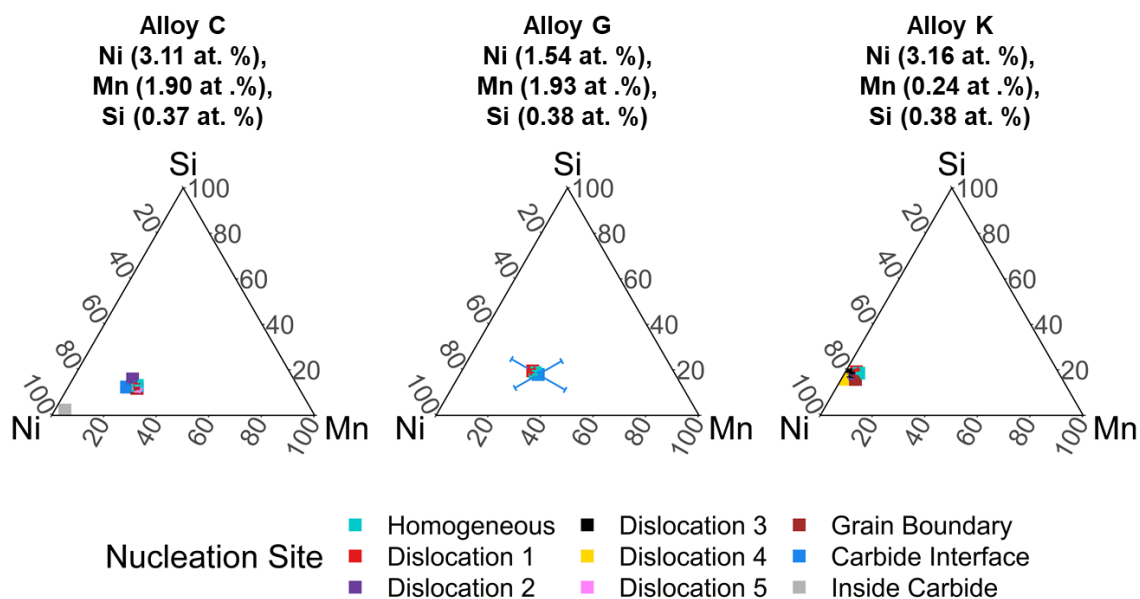 Alloy C
Ni (3.11 at. %),
Mn (1.90 at .%),
Si (0.37 at. %)
Alloy G
Ni (1.54 at. %),
Mn (1.93 at. %),
Si (0.38 at. %)
Alloy K
Ni (3.16 at. %),
Mn (0.24 at. %),
Si (0.38 at. %)
Si
100
20
80
40
60
60
40
80
20
100
Ni
20
40
60
80
100
Mn
Si
100
20
80
40
60
60
40
80
20
100
Ni
20
40
60
80
100
Mn
Si
100
20
80
40
60
60
40
80
20
100
Ni
20
40
60
80
100
Mn
Nucleation Site
Homogeneous
Dislocation 1
Dislocation 2
Dislocation 3
Dislocation 4
Dislocation 5
Grain Boundary
Carbide Interface
Inside Carbide